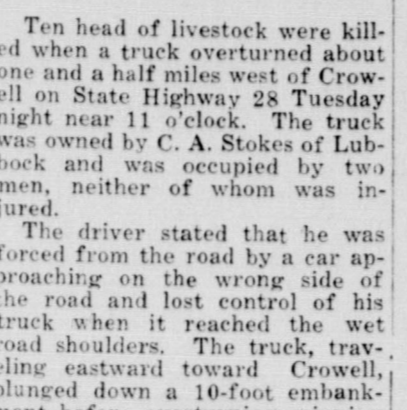 Ten head of livestock were kill-
ed when a truck overturned about
one and a half miles west of Crow-
ell on State Highway 28 Tuesday
night near 11 o'clock. The truck
was owned by C. A. Stokes of Lub-
bock and was occupied by two
men, neither of whom was in-
jured.
The driver stated that he was
forced from the road by a car ap-
proaching on the wrong side of
the road and lost control of his
truck when it reached the wet
road shoulders. The truck, trav-
eling eastward toward Crowell,
plunged down a 10-foot embank-